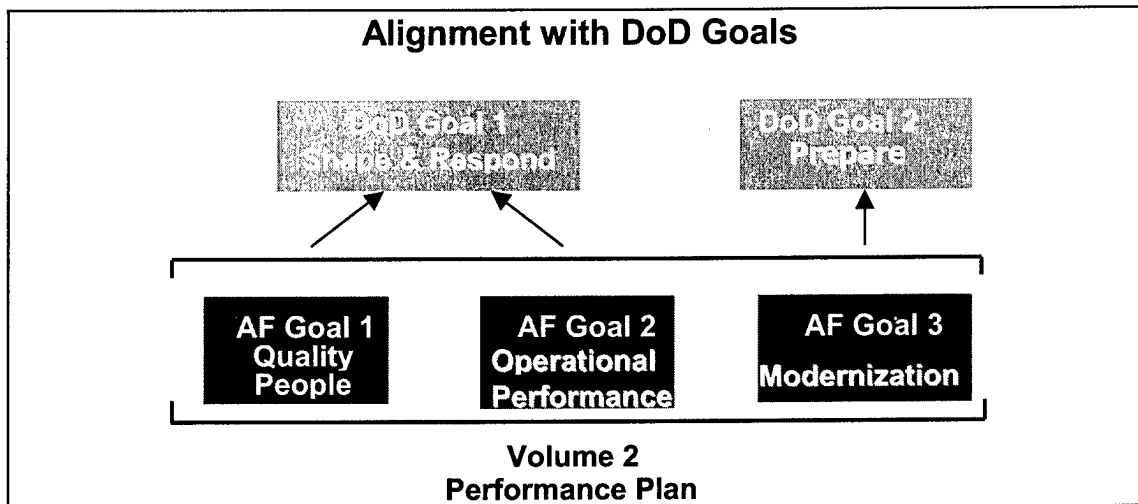 Alignment with DoD Goals
DoD Goal 1
Shape & Respond
DoD Goal 2
Prepare
AF Goal 1
Quality
People
AF Goal 2
Operational
Performance
AF Goal 3
Modernization
Volume 2
Performance Plan